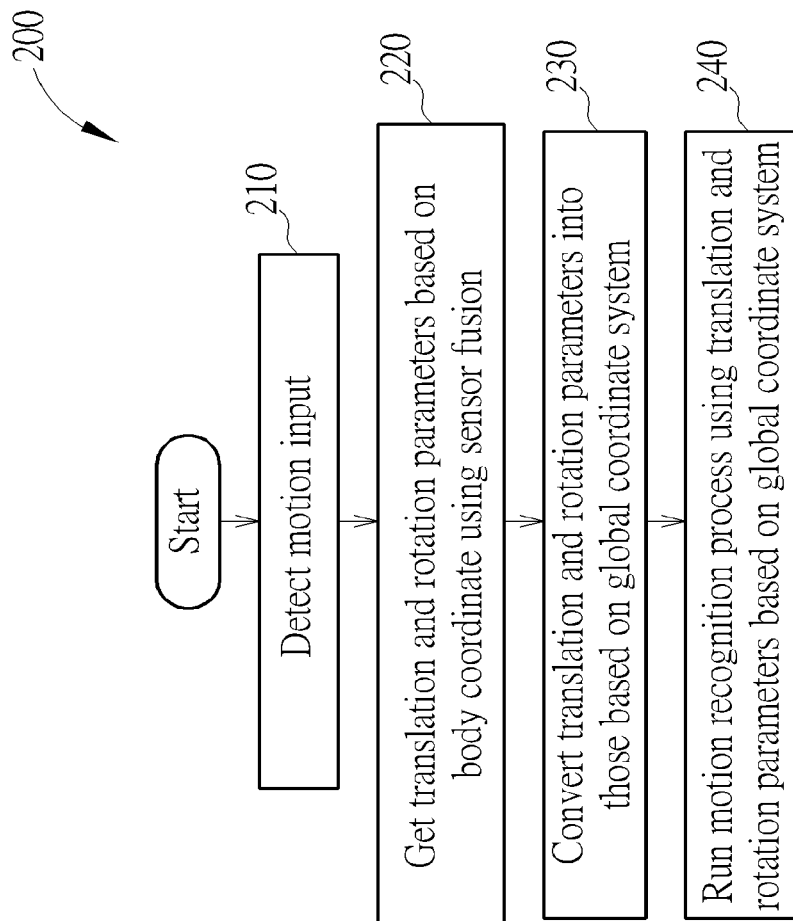 200
Start
210
Detect motion input
220
Get translation and rotation parameters based on
body coordinate using sensor fusion
230
Convert translation and rotation parameters into
those based on global coordinate system
240
Run motion recognition process using translation and
rotation parameters based on global coordinate system